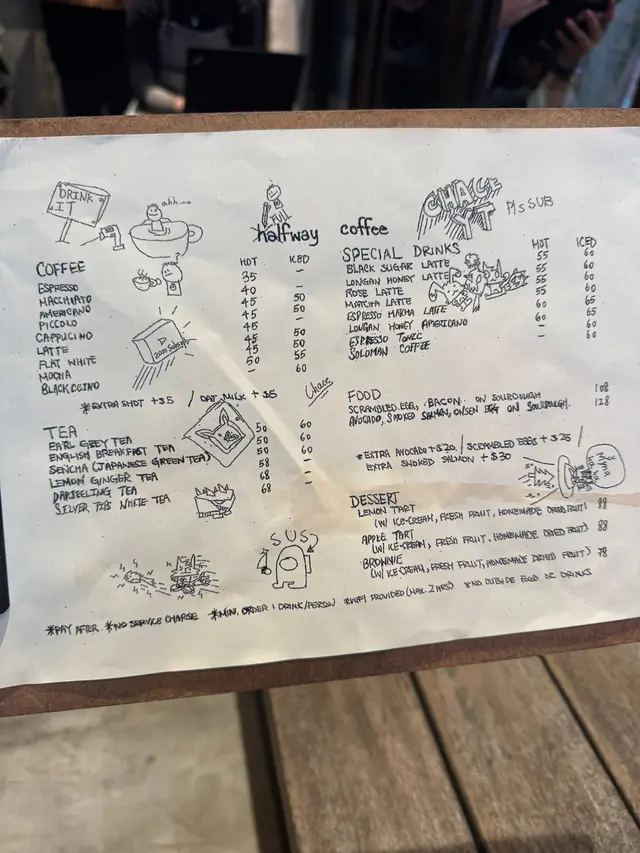 DRINK IT
ahh...
halfway coffee
CHACE IT
Pls SUB
COFFEE HOT ICED
ESPRESSO 35 –
MACCHIATO 40 –
AMERICANO 45 50
PICCOLO 45
CAPPUCINO 45 50
LATTE 45 50
FLAT WHITE 45 50
MOCHA 50 55
– 60
*EXTRA SHOT +$5 / OAT MILK +$5
Chace
TEA
EARL GREY TEA 50 60
ENGLISH BREAKFAST TEA 50 60
SENCHA (JAPANESE GREEN TEA) 50 60
LEMON GINGER TEA 58 –
DARJEELING TEA 68 –
SILVER TIPS WHITE TEA 68 –
SUS?
SPECIAL DRINKS HOT ICED
BLACK SUGAR LATTE 55 60
LONGAN HONEY LATTE 55 60
ROSE LATTE 55 60
MATCHA LATTE 55 60
ESPRESSO MATCHA LATTE 60 65
LONGAN HONEY AMERICANO 60 65
ESPRESSO TONIC – 60
SOLOMAN COFFEE – 60
FOOD
SCRAMBLED EGG, BACON ON SOURDOUGH 108
AVOCADO, SMOKED SALMON, ONSEN EGG ON SOURDOUGH. 128
*EXTRA AVOCADO +$20 / SCRAMBLED EGGS +$25 /
EXTRA SMOKED SALMON +$30
DESSERT
LEMON TART 88
(W/ ICE-CREAM, FRESH FRUIT, HOMEMADE DRIED FRUIT)
APPLE TART 88
(W/ ICE-CREAM, FRESH FRUIT, HOMEMADE DRIED FRUIT)
BROWNIE 78
(W/ ICE-CREAM, FRESH FRUIT, HOMEMADE DRIED FRUIT)
*PAY AFTER *NO SERVICE CHARGE *MIN. ORDER 1 DRINK/PERSON *WIFI PROVIDED (MAX. 2 HRS) *NO OUTSIDE FOOD OR DRINKS